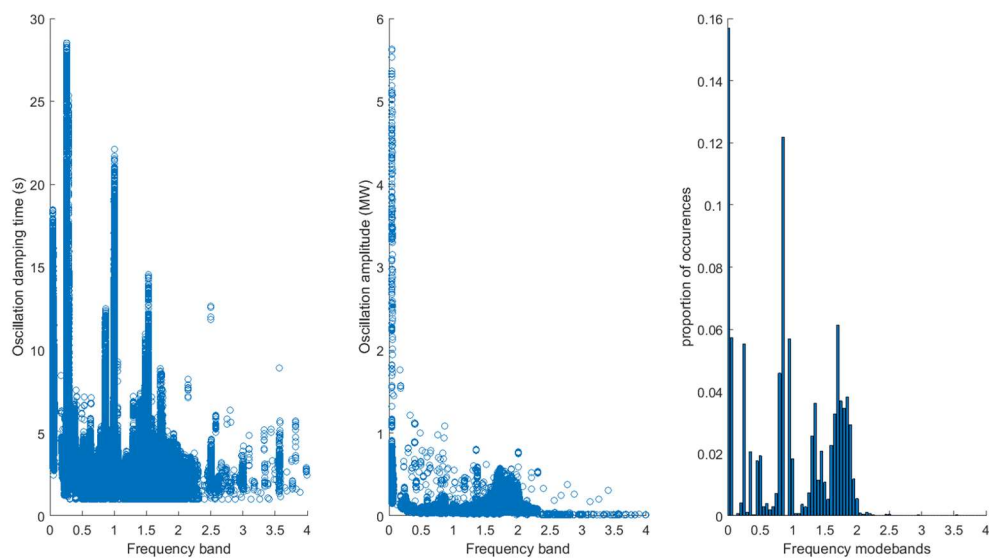 30
25
20
15
10
5
0
Oscillation damping time (s)
0 0.5 1 1.5 2 2.5 3 3.5 4
Frequency band
6
5
4
3
2
1
0
Oscillation amplitude (MW)
0 0.5 1 1.5 2 2.5 3 3.5 4
Frequency band
0.16
0.14
0.12
0.1
0.08
0.06
0.04
0.02
0
proportion of occurences
0 0.5 1 1.5 2 2.5 3 3.5 4
Frequency modebands